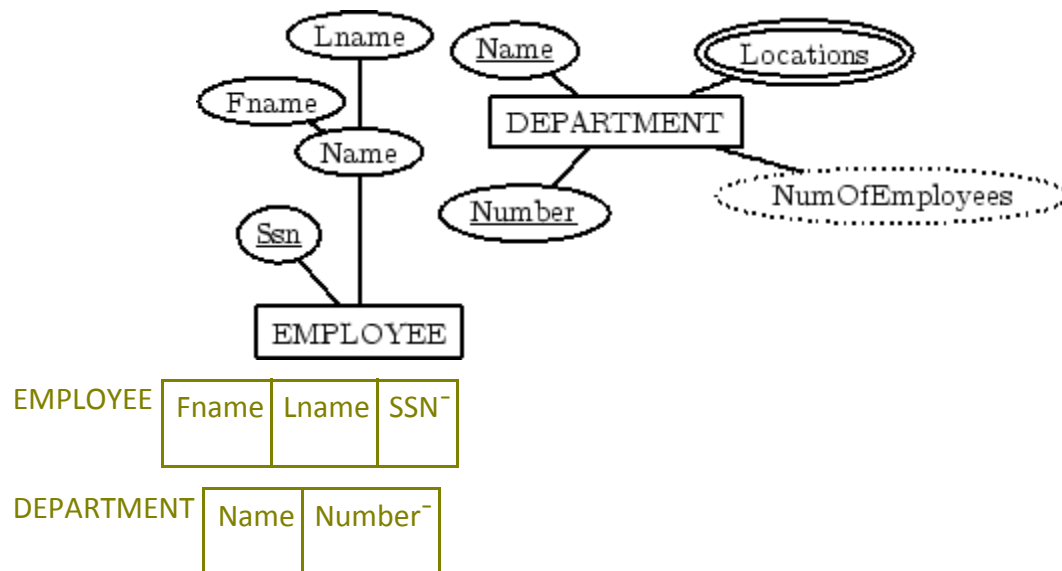 Lname
Name
Locations
Fname
DEPARTMENT
Name
NumOfEmployees
Number
Ssn
EMPLOYEE
EMPLOYEE Fname Lname SSN⁻
DEPARTMENT Name Number⁻